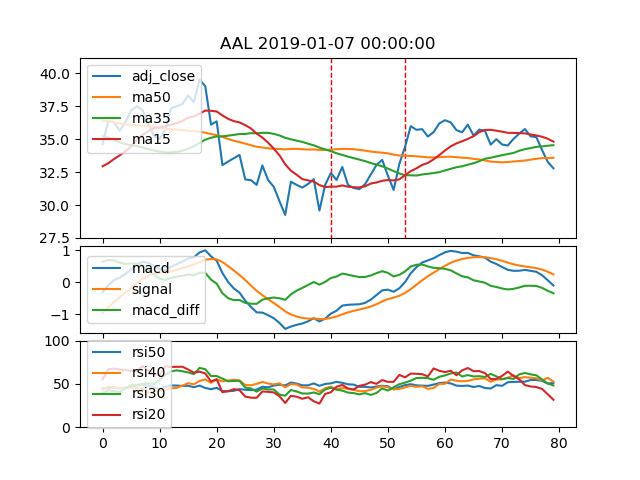 AAL 2019-01-07 00:00:00
40.0
37.5
35.0
32.5
30.0
27.5
adj_close
ma50
ma35
ma15
1
0
−1
macd
signal
macd_diff
100
50
0
rsi50
rsi40
rsi30
rsi20
0 10 20 30 40 50 60 70 80